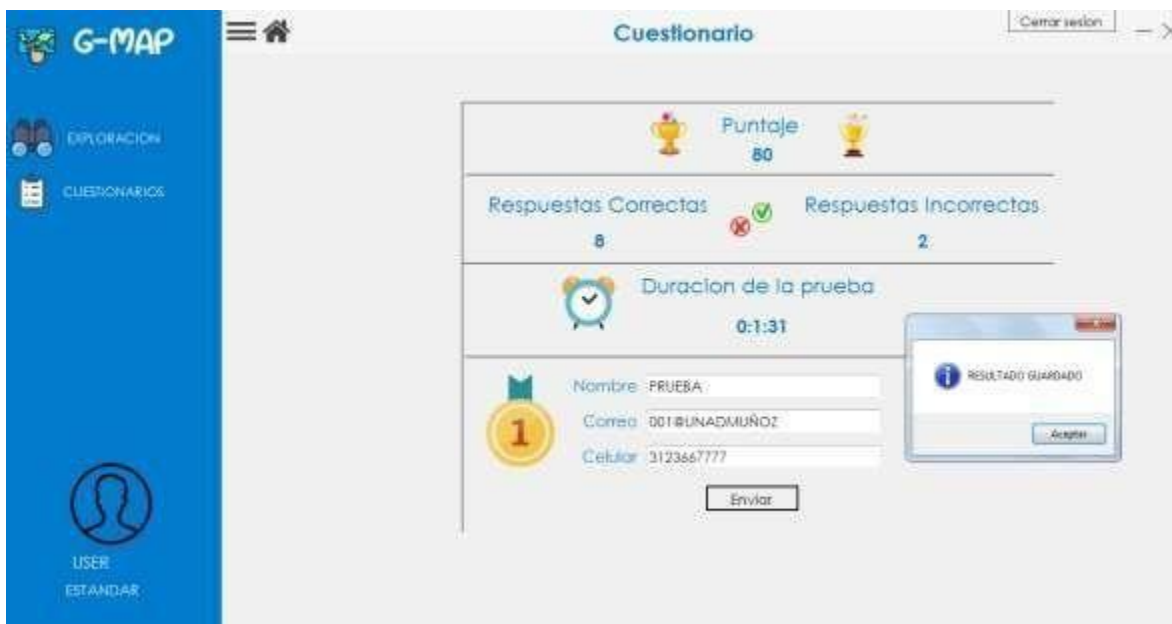 G-MAP
Cuestionario
Cerrar sesion
EXPLORACION
CUESTIONARIOS
Puntaje
80
Respuestas Correctas
Respuestas Incorrectas
8
2
Duracion de la prueba
0:1:31
RESULTADO GUARDADO
Aceptar
Nombre PRUEBA
Correo 001@UNADMUÑOZ
Celular 3123667777
1
Enviar
USER
ESTANDAR